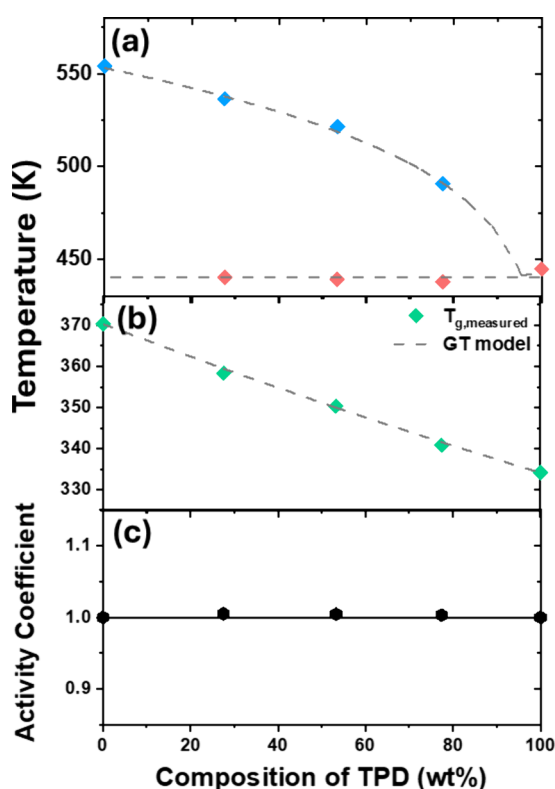 (a)
550
500
450
Temperature (K)
(b)
T_g,measured
GT model
370
360
350
340
330
(c)
1.1
1.0
0.9
Activity Coefficient
0 20 40 60 80 100
Composition of TPD (wt%)